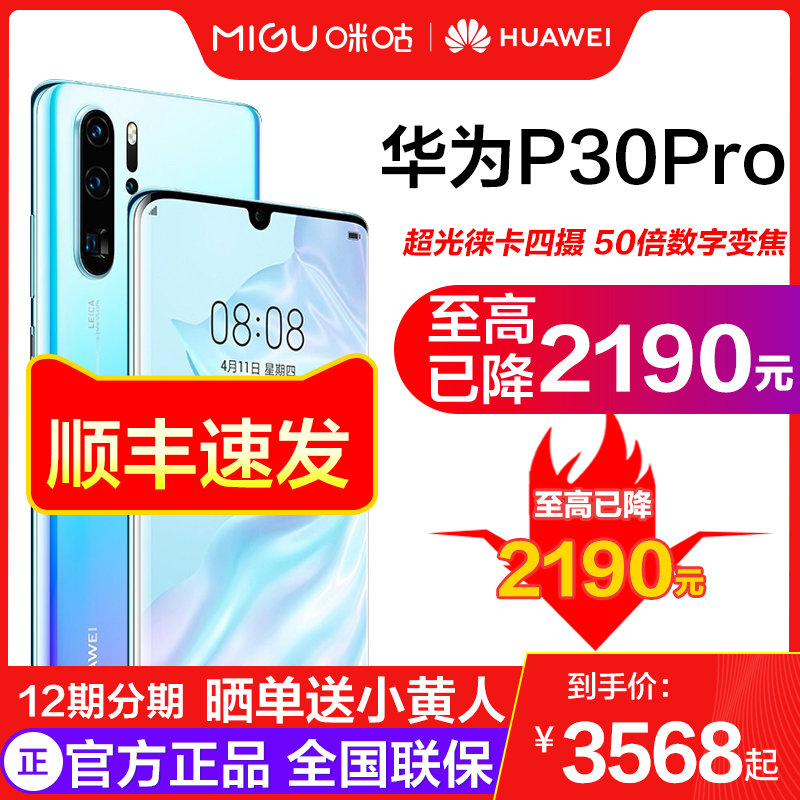 MIGU 咪咕 | HUAWEI
华为P30Pro
超光徕卡四摄 50倍数字变焦
至高
已降2190元
LEICA
08:08
4月11日 星期四
顺丰速发
至高已降
2190元
HUAWEI
12期分期 晒单送小黄人
到手价:
¥3568起
正 官方正品 全国联保